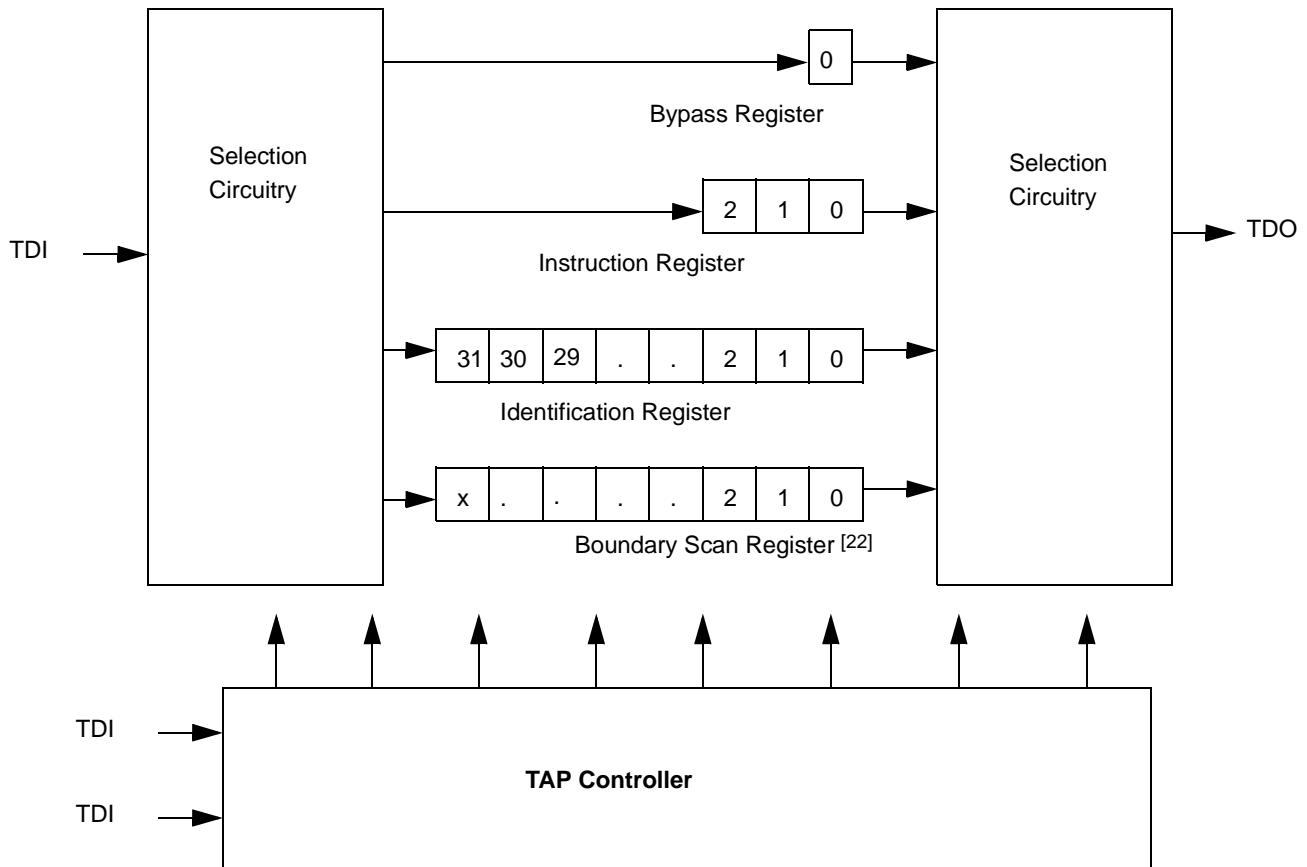 0
Bypass Register
Selection
Circuitry
Selection
Circuitry
2 1 0
TDI
TDO
Instruction Register
31 30 29 . . 2 1 0
Identification Register
x . . . . 2 1 0
Boundary Scan Register [22]
TDI
TAP Controller
TDI